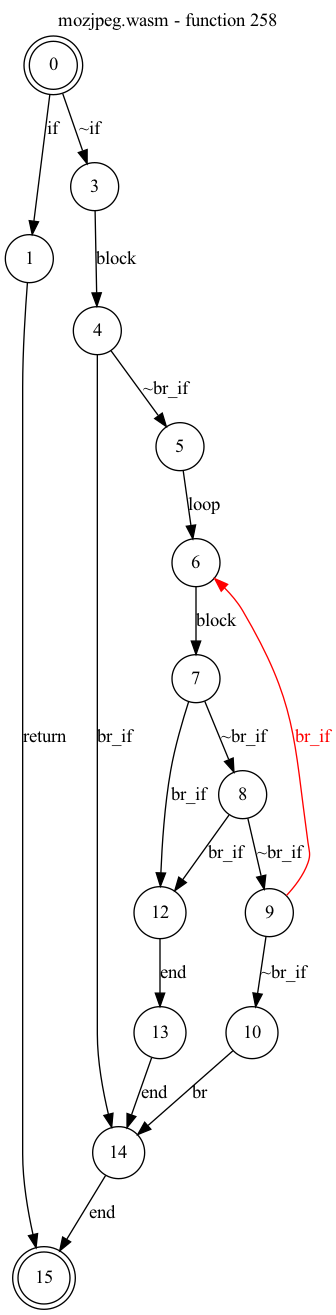 mozjpeg.wasm - function 258
0
if ~if
3
1
block
4
~br_if
5
loop
6
block
7
return br_if br_if ~br_if br_if
8
br_if ~br_if
12 9
end ~br_if
13 10
end br
14
end
15